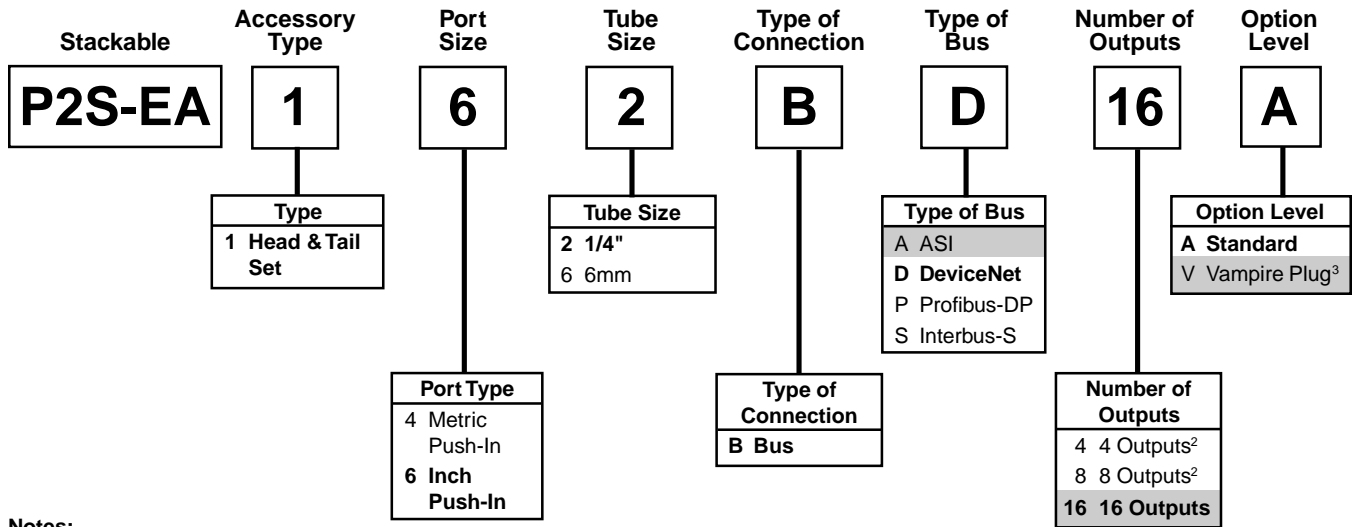 Stackable
Accessory
Type
Port
Size
Tube
Size
Type of
Connection
Type of
Bus
Number of
Outputs
Option
Level
P2S-EA
1
6
2
B
D
16
A
Type
1 Head & Tail
Set
Tube Size
2 1/4"
6 6mm
Type of Bus
A ASI
D DeviceNet
P Profibus-DP
S Interbus-S
Option Level
A Standard
V Vampire Plug³
Port Type
4 Metric
Push-In
6 Inch
Push-In
Type of
Connection
B Bus
Number of
Outputs
4 4 Outputs²
8 8 Outputs²
16 16 Outputs
Notes: